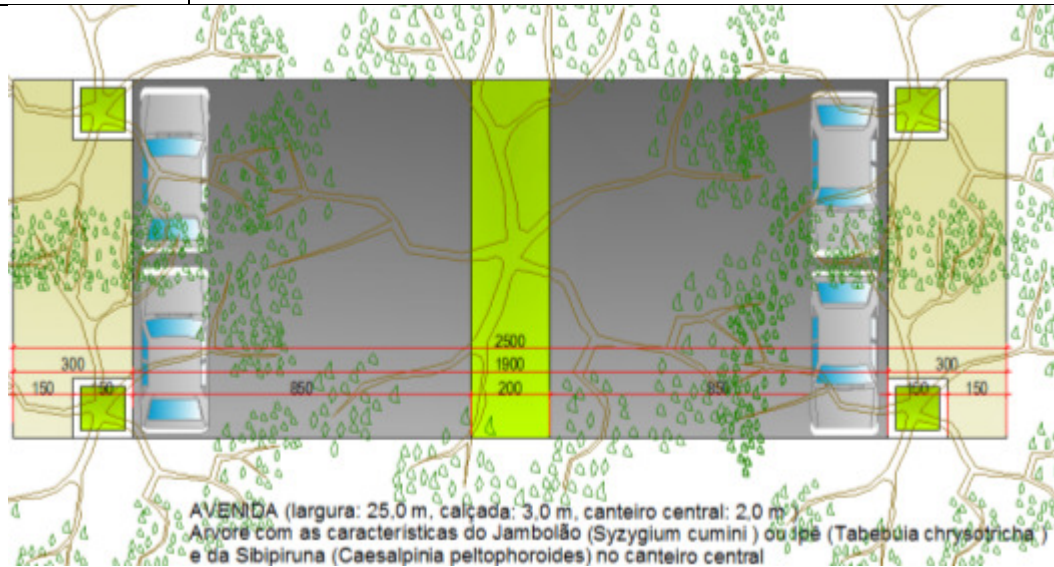 2500
300 1900 300
150 150 850 200 850 150 150
AVENIDA (largura: 25,0 m, calçada: 3,0 m, canteiro central: 2,0 m )
Arvore com as características do Jambolão (Syzygium cumini ) ou Ipê (Tabebuia chrysotricha )
e da Sibipiruna (Caesalpinia peltophoroides) no canteiro central